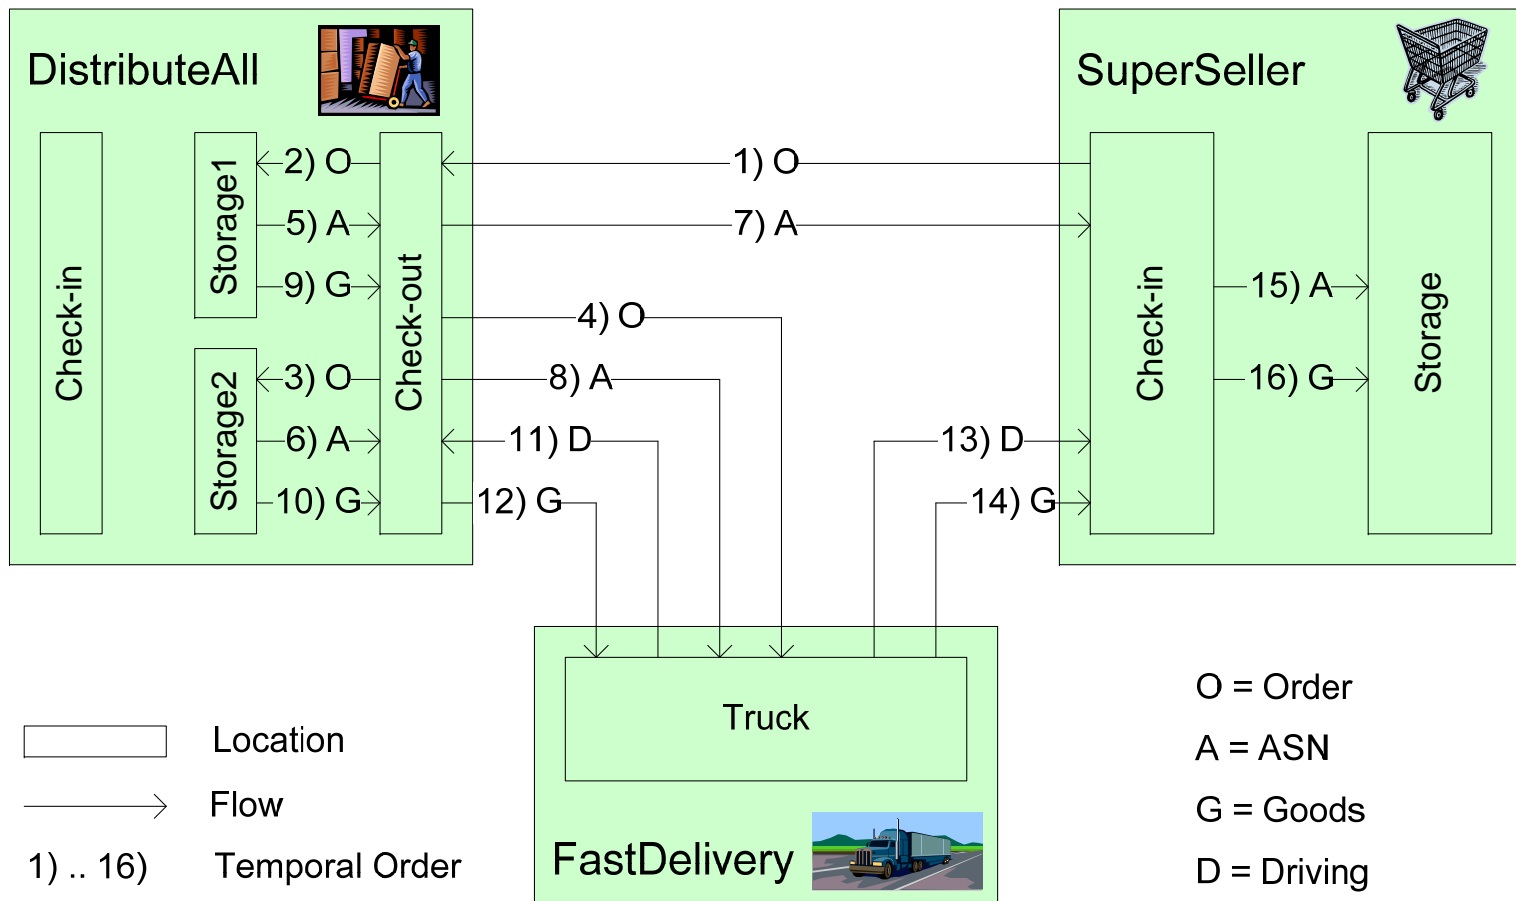 DistributeAll
SuperSeller
Check-in
Storage1
Storage2
Check-out
2) O
5) A
9) G
3) O
6) A
10) G
1) O
7) A
4) O
8) A
11) D
12) G
13) D
14) G
Check-in
15) A
16) G
Storage
Truck
FastDelivery
Location
Flow
1) .. 16) Temporal Order
O = Order
A = ASN
G = Goods
D = Driving